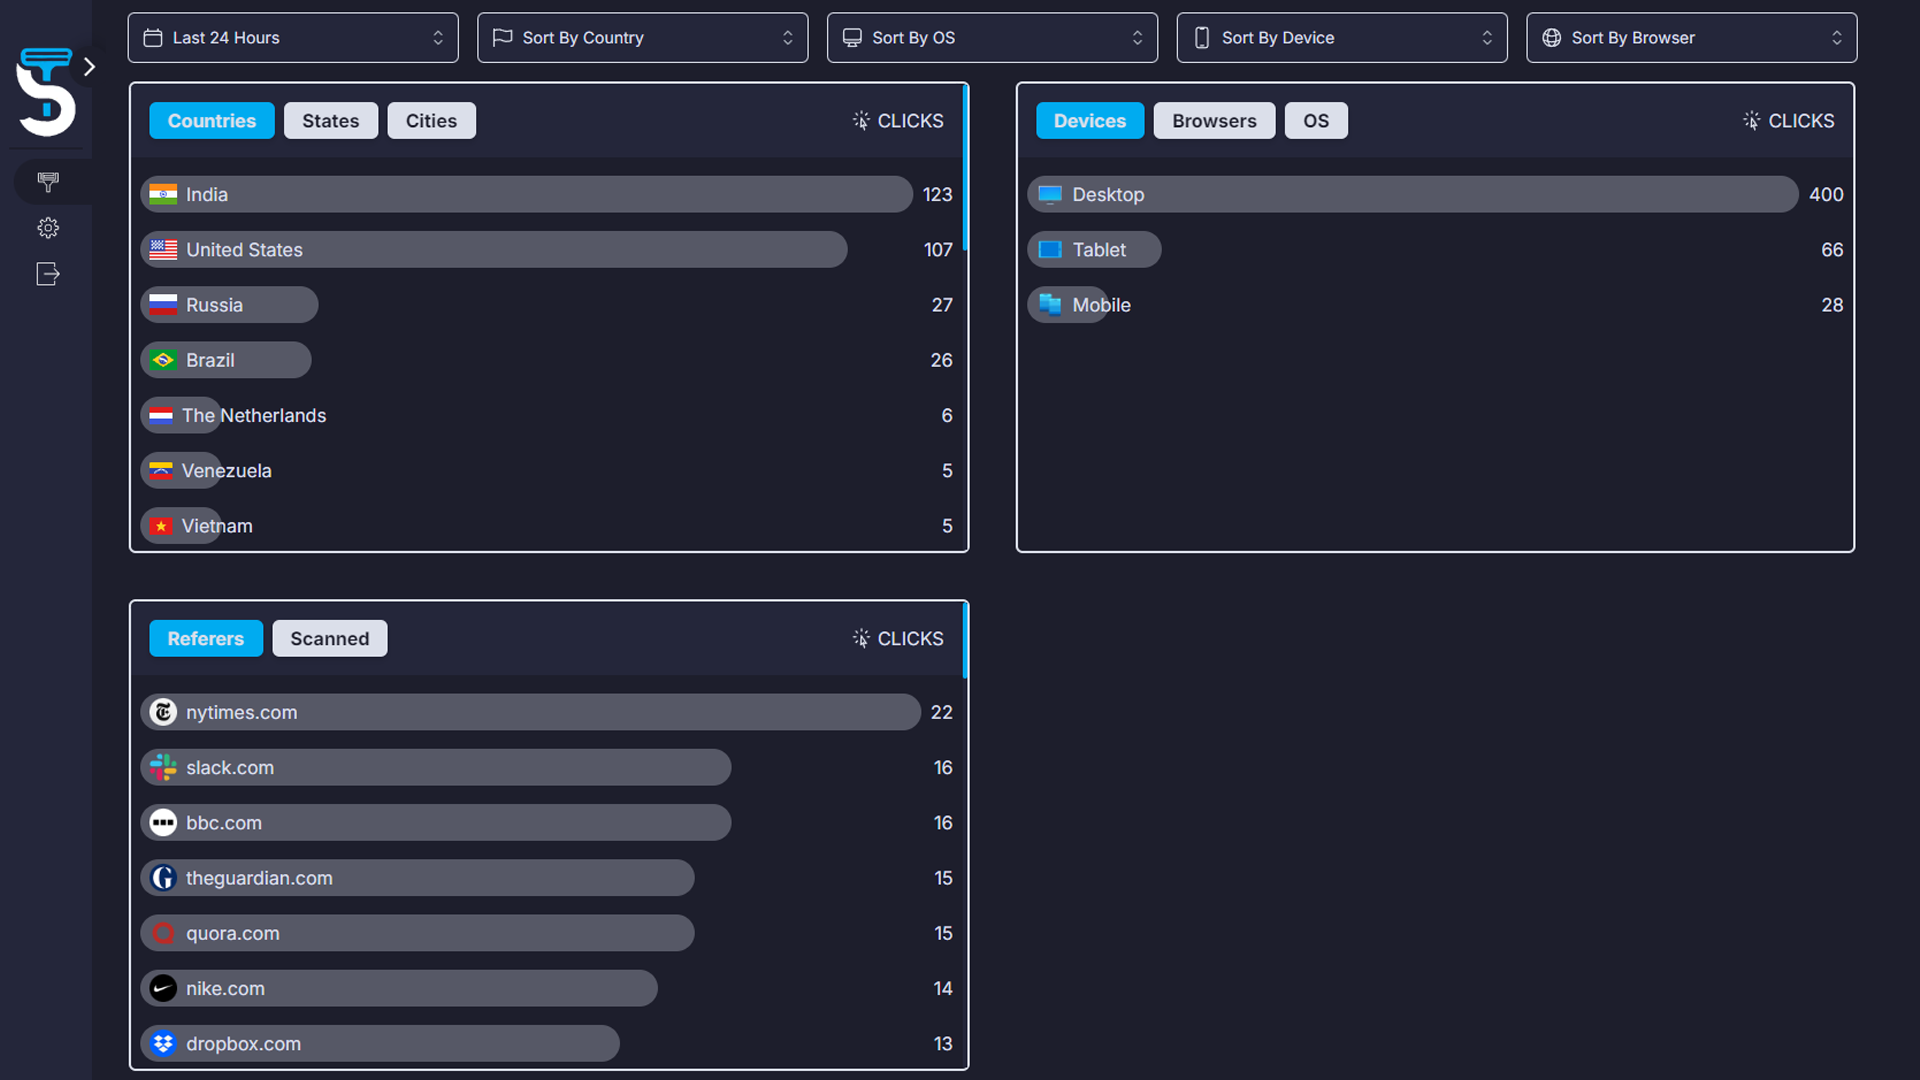 Last 24 Hours
Sort By Country
Sort By OS
Sort By Device
Sort By Browser
Countries
States
Cities
CLICKS
India 123
United States 107
Russia 27
Brazil 26
The Netherlands 6
Venezuela 5
Vietnam 5
Devices
Browsers
OS
CLICKS
Desktop 400
Tablet 66
Mobile 28
Referers
Scanned
CLICKS
nytimes.com 22
slack.com 16
bbc.com 16
theguardian.com 15
quora.com 15
nike.com 14
dropbox.com 13